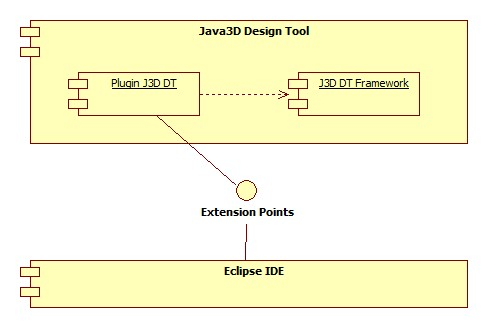 Java3D Design Tool
Plugin J3D DT
J3D DT Framework
Extension Points
Eclipse IDE